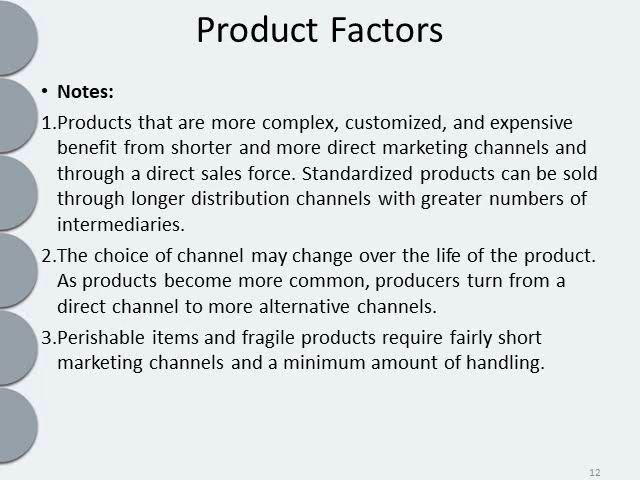 Product Factors
• Notes:
1.Products that are more complex, customized, and expensive
benefit from shorter and more direct marketing channels and
through a direct sales force. Standardized products can be sold
through longer distribution channels with greater numbers of
intermediaries.
2.The choice of channel may change over the life of the product.
As products become more common, producers turn from a
direct channel to more alternative channels.
3.Perishable items and fragile products require fairly short
marketing channels and a minimum amount of handling.
12